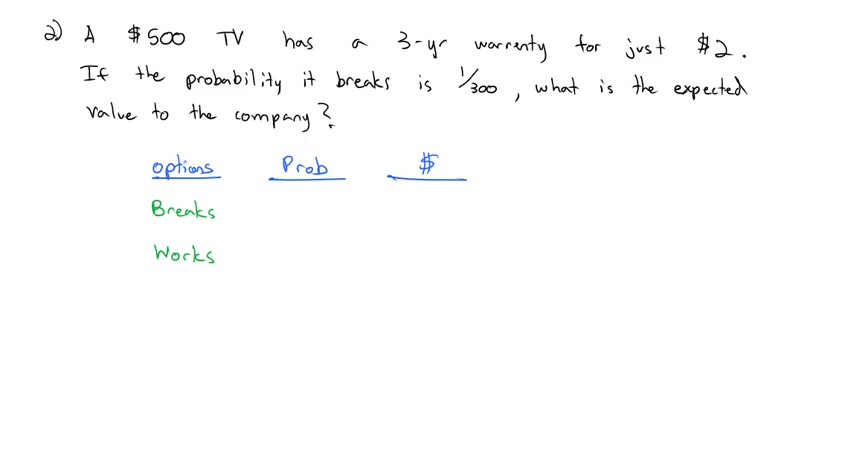 2) A $500 TV has a 3-yr warrenty for just $2.
If the probability it breaks is 1/300, what is the expected
value to the company?
options Prob $
Breaks
Works